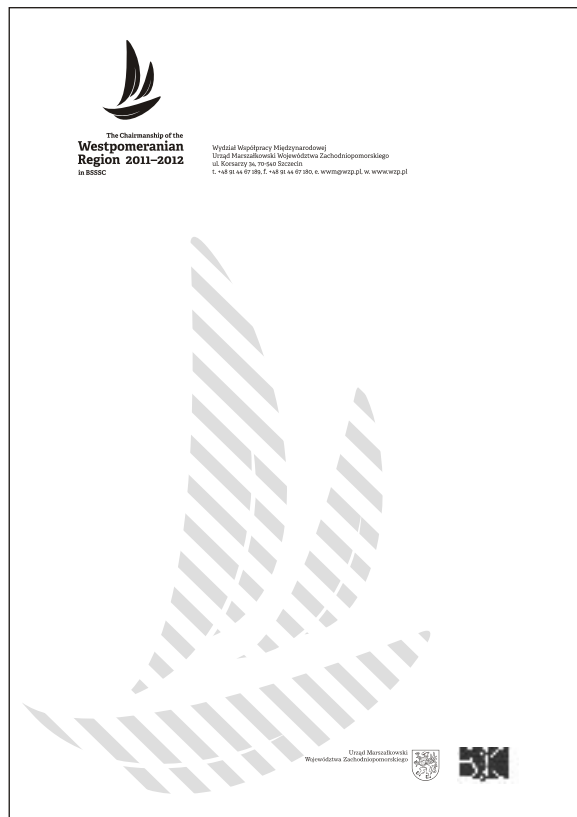 The Chairmanship of the
Westpomeranian
Region 2011–2012
in BSSSC
Wydział Współpracy Międzynarodowej
Urząd Marszałkowski Województwa Zachodniopomorskiego
ul. Korsarzy 34, 70-540 Szczecin
t. +48 91 44 67 189, f. +48 91 44 67 180, e. wwm@wzp.pl, w. www.wzp.pl
Urząd Marszałkowski
Województwa Zachodniopomorskiego